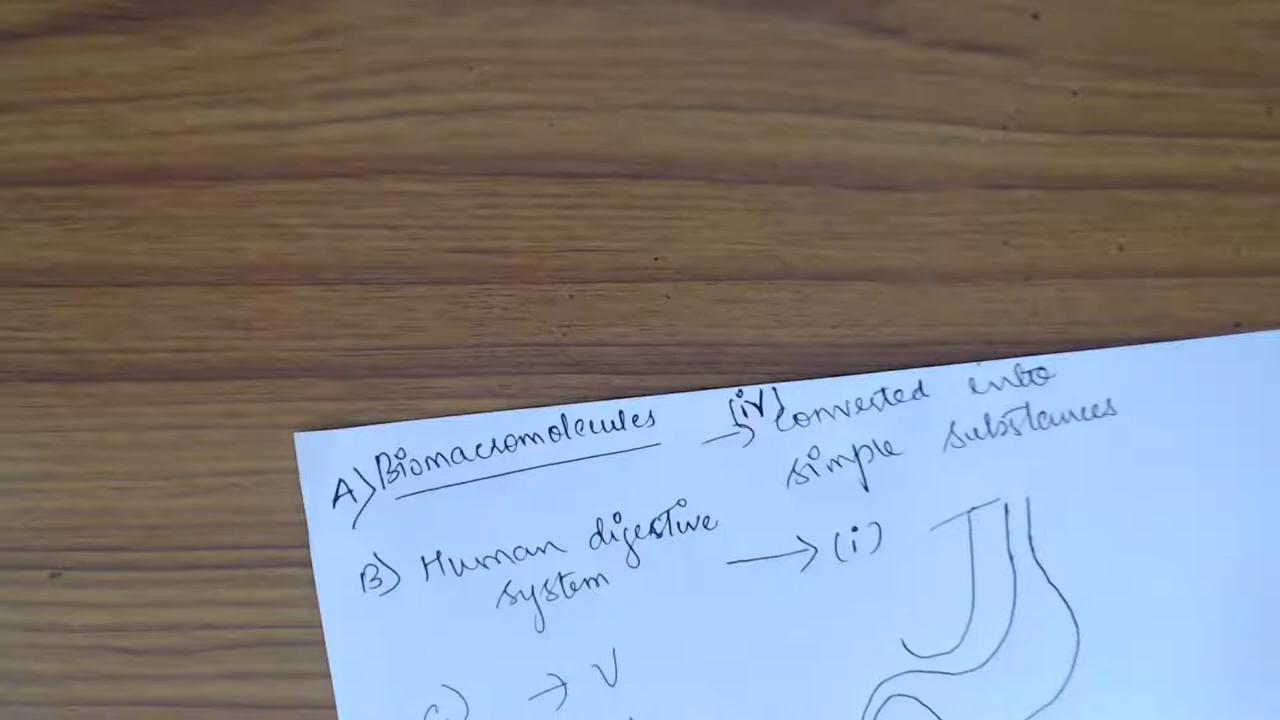 A) Biomacromolecules → (iv) Converted into
simple substances
B) Human digestive → (i)
system
c) → V